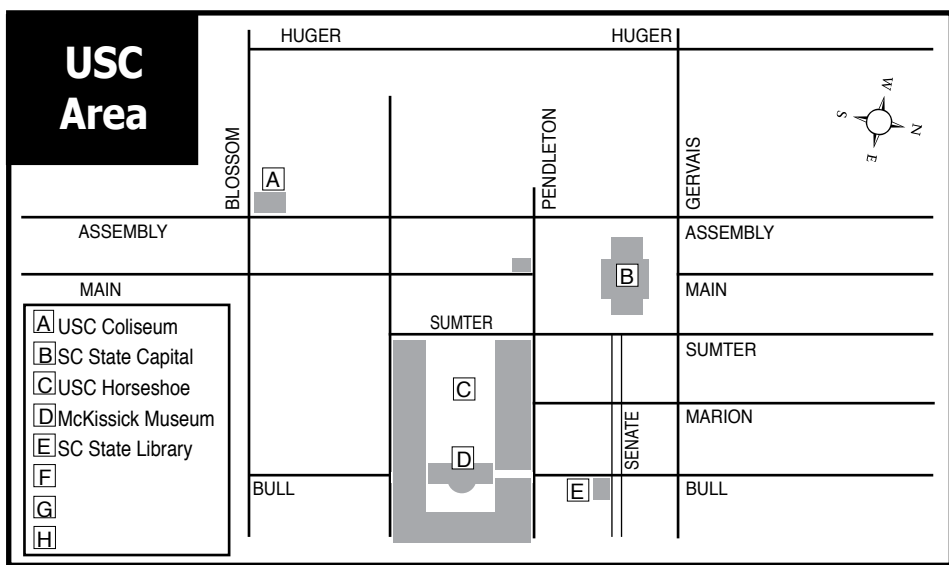 USC
Area
HUGER
HUGER
BLOSSOM
PENDLETON
GERVAIS
W
S
N
E
A
ASSEMBLY
ASSEMBLY
B
MAIN
MAIN
SUMTER
SUMTER
C
MARION
SENATE
D
BULL
E
BULL
A USC Coliseum
B SC State Capital
C USC Horseshoe
D McKissick Museum
E SC State Library
F
G
H